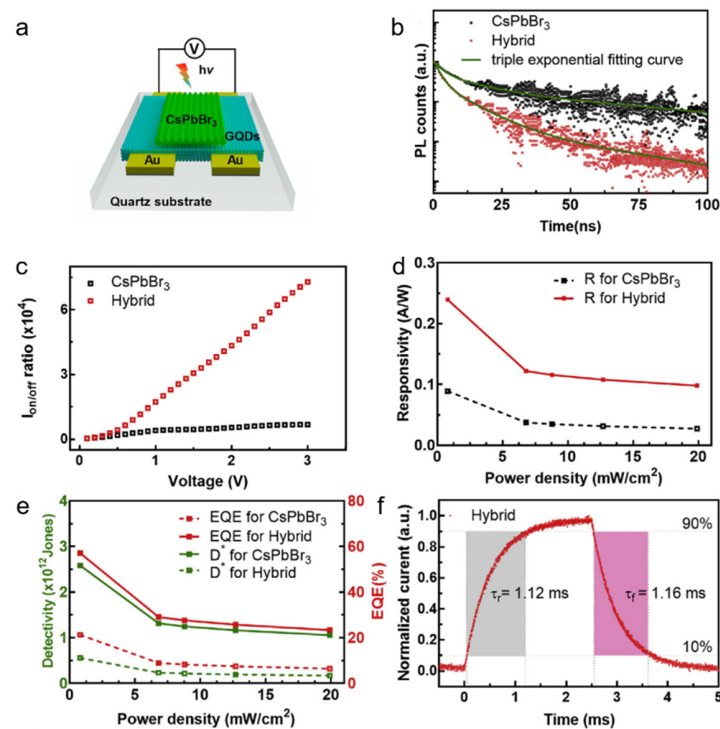 a
V
hv
CsPbBr₃
GQDs
Au
Au
Quartz substrate
b
CsPbBr₃
Hybrid
triple exponential fitting curve
PL counts (a.u.)
0 25 50 75 100
Time(ns)
c
CsPbBr₃
Hybrid
I on/off ratio (x10⁴)
6
3
0
0 1 2 3
Voltage (V)
d
R for CsPbBr₃
R for Hybrid
Responsivity (A/W)
0.3
0.2
0.1
0.0
0 5 10 15 20
Power density (mW/cm²)
e
EQE for CsPbBr₃
EQE for Hybrid
D* for CsPbBr₃
D* for Hybrid
Detectivity (x10¹²Jones)
4
3
2
1
0
80
60
40
20
0
EQE(%)
0 5 10 15 20
Power density (mW/cm²)
f
Hybrid
90%
τr= 1.12 ms
τf= 1.16 ms
10%
Normalized curent (a.u.)
1.0
0.8
0.6
0.4
0.2
0.0
-1 0 1 2 3 4 5
Time (ms)